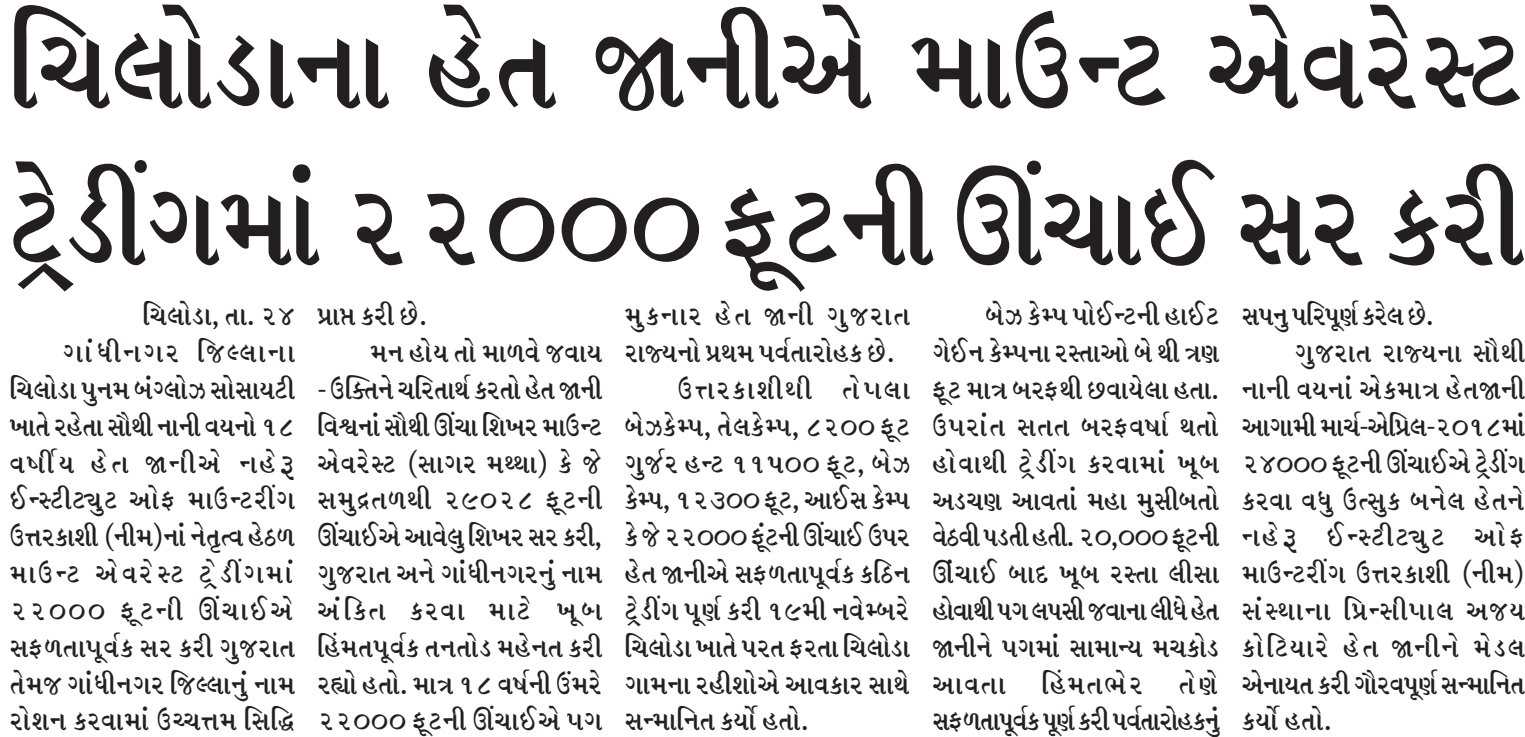 ચિલોડાના હેત જાનીએ માઉન્ટ એવરેસ્ટ
ટ્રેડીંગમાં ૨૨૦૦૦ ફૂટની ઊંચાઈ સર કરી
ચિલોડા, તા. ૨૪
ગાંધીનગર જિલ્લાના
ચિલોડા પુનમ બંગ્લોઝ સોસાયટી
ખાતે રહેતા સૌથી નાની વયનો ૧૮
વર્ષીય હેત જાનીએ નહેરૂ
ઈન્સ્ટીટ્યુટ ઓફ માઉન્ટરીંગ
ઉત્તરકાશી (નીમ)નાં નેતૃત્વ હેઠળ
માઉન્ટ એવરેસ્ટ ટ્રેડીંગમાં
૨૨૦૦૦ ફૂટની ઊંચાઈએ
સફળતાપૂર્વક સર કરી ગુજરાત
તેમજ ગાંધીનગર જિલ્લાનું નામ
રોશન કરવામાં ઉચ્ચત્તમ સિદ્ધિ
પ્રાપ્ત કરી છે.
મન હોય તો માળવે જવાય
- ઉક્તિને ચરિતાર્થ કરતો હેત જાની
વિશ્વનાં સૌથી ઊંચા શિખર માઉન્ટ
એવરેસ્ટ (સાગર મથ્થા) કે જે
સમુદ્રતળથી ૨૯૦૨૮ ફૂટની
ઊંચાઈએ આવેલુ શિખર સર કરી,
ગુજરાત અને ગાંધીનગરનું નામ
અંકિત કરવા માટે ખૂબ
હિંમતપૂર્વક તનતોડ મહેનત કરી
રહ્યો હતો. માત્ર ૧૮ વર્ષની ઉંમરે
૨૨૦૦૦ ફૂટની ઊંચાઈએ પગ
મુકનાર હેત જાની ગુજરાત
રાજ્યનો પ્રથમ પર્વતારોહક છે.
ઉત્તરકાશીથી તેપલા
બેઝકેમ્પ, તેલકેમ્પ, ૮૨૦૦ ફૂટ
ગુર્જર હન્ટ ૧૧૫૦૦ ફૂટ, બેઝ
કેમ્પ, ૧૨૩૦૦ ફૂટ, આઈસ કેમ્પ
કે જે ૨૨૦૦૦ ફૂંટની ઊંચાઈ ઉપર
હેત જાનીએ સફળતાપૂર્વક કઠિન
ટ્રેડીંગ પૂર્ણ કરી ૧૯મી નવેમ્બરે
ચિલોડા ખાતે પરત ફરતા ચિલોડા
ગામના રહીશોએ આવકાર સાથે
સન્માનિત કર્યો હતો.
બેઝ કેમ્પ પોઈન્ટની હાઈટ
ગેઈન કેમ્પના રસ્તાઓ બે થી ત્રણ
ફૂટ માત્ર બરફથી છવાયેલા હતા.
ઉપરાંત સતત બરફવર્ષા થતો
હોવાથી ટ્રેડીંગ કરવામાં ખૂબ
અડચણ આવતાં મહા મુસીબતો
વેઠવી પડતી હતી. ૨૦,૦૦૦ ફૂટની
ઊંચાઈ બાદ ખૂબ રસ્તા લીસા
હોવાથી પગ લપસી જવાના લીધે હેત
જાનીને પગમાં સામાન્ય મચકોડ
આવતા હિંમતભેર તેણે
સફળતાપૂર્વક પૂર્ણ કરી પર્વતારોહકનું
સપનુ પરિપૂર્ણ કરેલ છે.
ગુજરાત રાજ્યના સૌથી
નાની વયનાં એકમાત્ર હેતજાની
આગામી માર્ચ-એપ્રિલ-૨૦૧૮માં
૨૪૦૦૦ ફૂટની ઊંચાઈએ ટ્રેડીંગ
કરવા વધુ ઉત્સુક બનેલ હેતને
નહેરૂ ઈન્સ્ટીટ્યુટ ઓફ
માઉન્ટરીંગ ઉત્તરકાશી (નીમ)
સંસ્થાના પ્રિન્સીપાલ અજય
કોટિયારે હેત જાનીને મેડલ
એનાયત કરી ગૌરવપૂર્ણ સન્માનિત
કર્યો હતો.